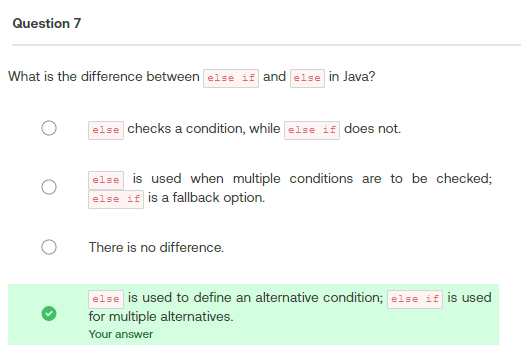 Question 7
What is the difference between else if and else in Java?
else checks a condition, while else if does not.
else is used when multiple conditions are to be checked;
else if is a fallback option.
There is no difference.
else is used to define an alternative condition; else if is used
for multiple alternatives.
Your answer